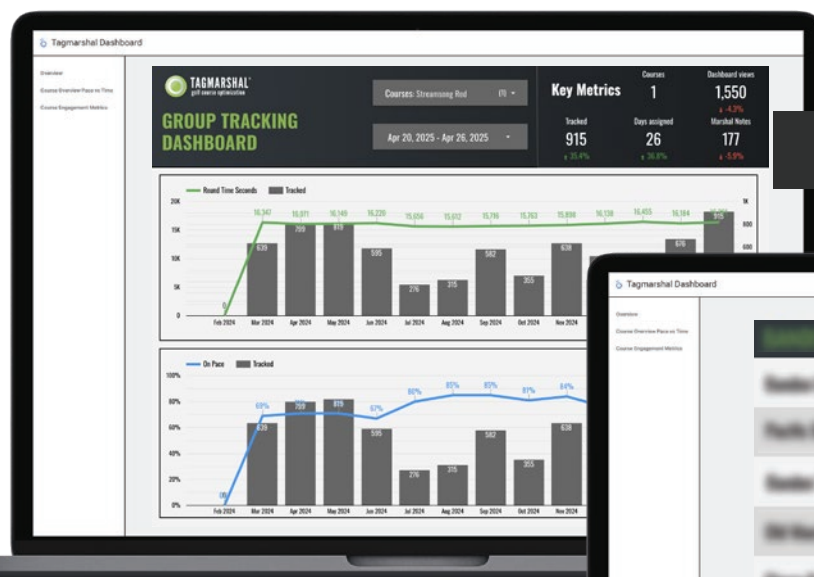 Tagmarshal Dashboard
Overview
Course Overview Pace vs Time
Course Engagement Metrics
TAGMARSHAL
golf course optimization
GROUP TRACKING
DASHBOARD
Courses: Streamsong Red (1)
Apr 20, 2025 - Apr 26, 2025
Key Metrics
Courses
1
Dashboard views
1,550
-4.3%
Tracked
915
35.4%
Days assigned
26
36.8%
Marshal Notes
177
-5.9%
Round Time Seconds Tracked
20K
15K
10K
5K
0
1K
800
600
0 16,347 16,149 16,220 15,656 15,612 15,716 15,763 15,898 16,138 16,455 16,184
639 769 819 595 276 315 582 355 638 676 915
Feb 2024 Mar 2024 Apr 2024 May 2024 Jun 2024 Jul 2024 Aug 2024 Sep 2024 Oct 2024 Nov 2024
On Pace Tracked
100%
80%
60%
40%
20%
0%
69% 67% 80% 85% 85% 81% 84%
639 769 819 595 276 315 582 355 638
Feb 2024 Mar 2024 Apr 2024 May 2024 Jun 2024 Jul 2024 Aug 2024 Sep 2024 Oct 2024 Nov 2024
Tagmarshal Dashboard
Overview
Course Overview Pace vs Time
Course Engagement Metrics